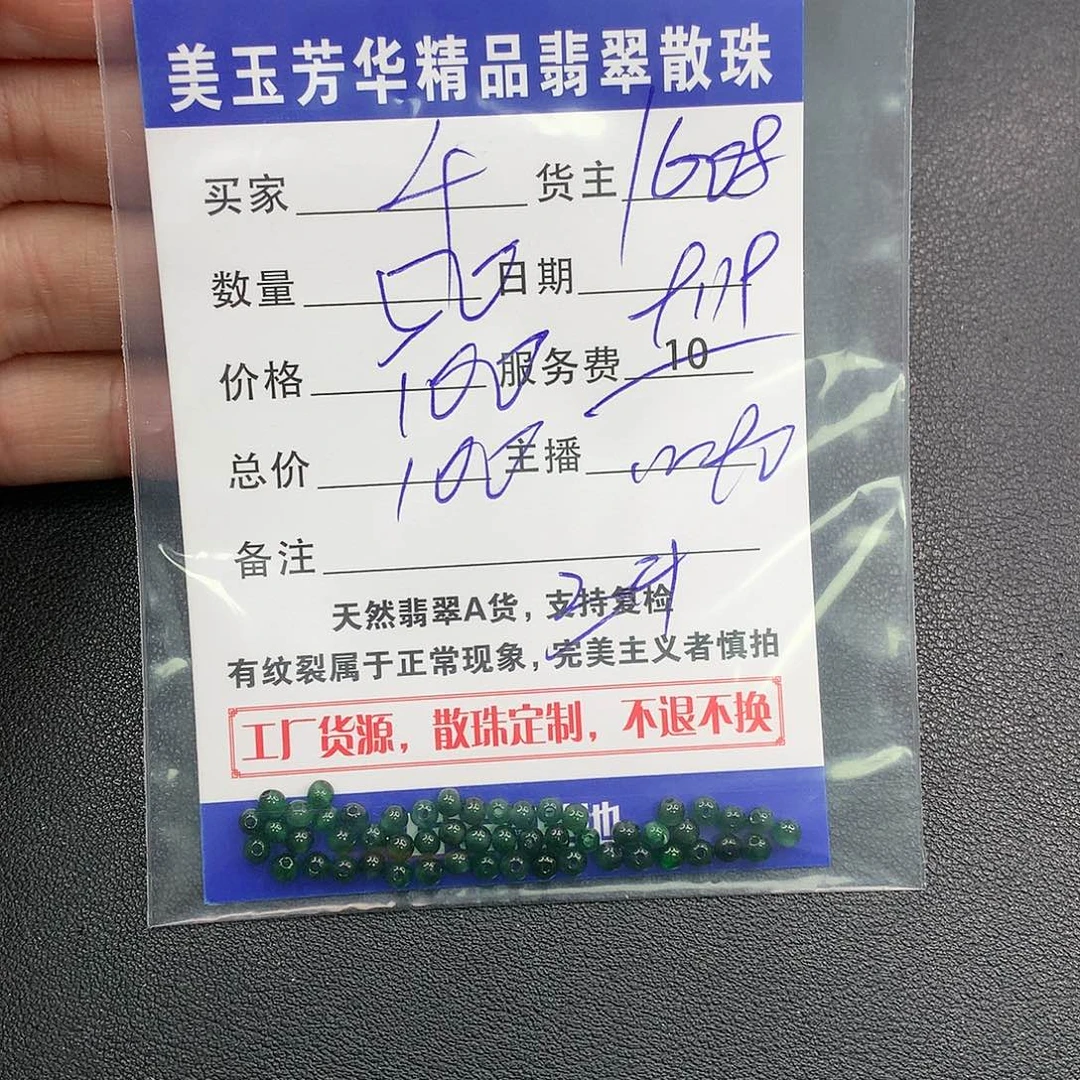 美玉芳华精品翡翠散珠
买家 牛 货主 1688
数量 50 日期
价格 100 服务费 10
总价 100 主播
备注
天然翡翠A货，支持复检
有纹裂属于正常现象，完美主义者慎拍
工厂货源，散珠定制，不退不换